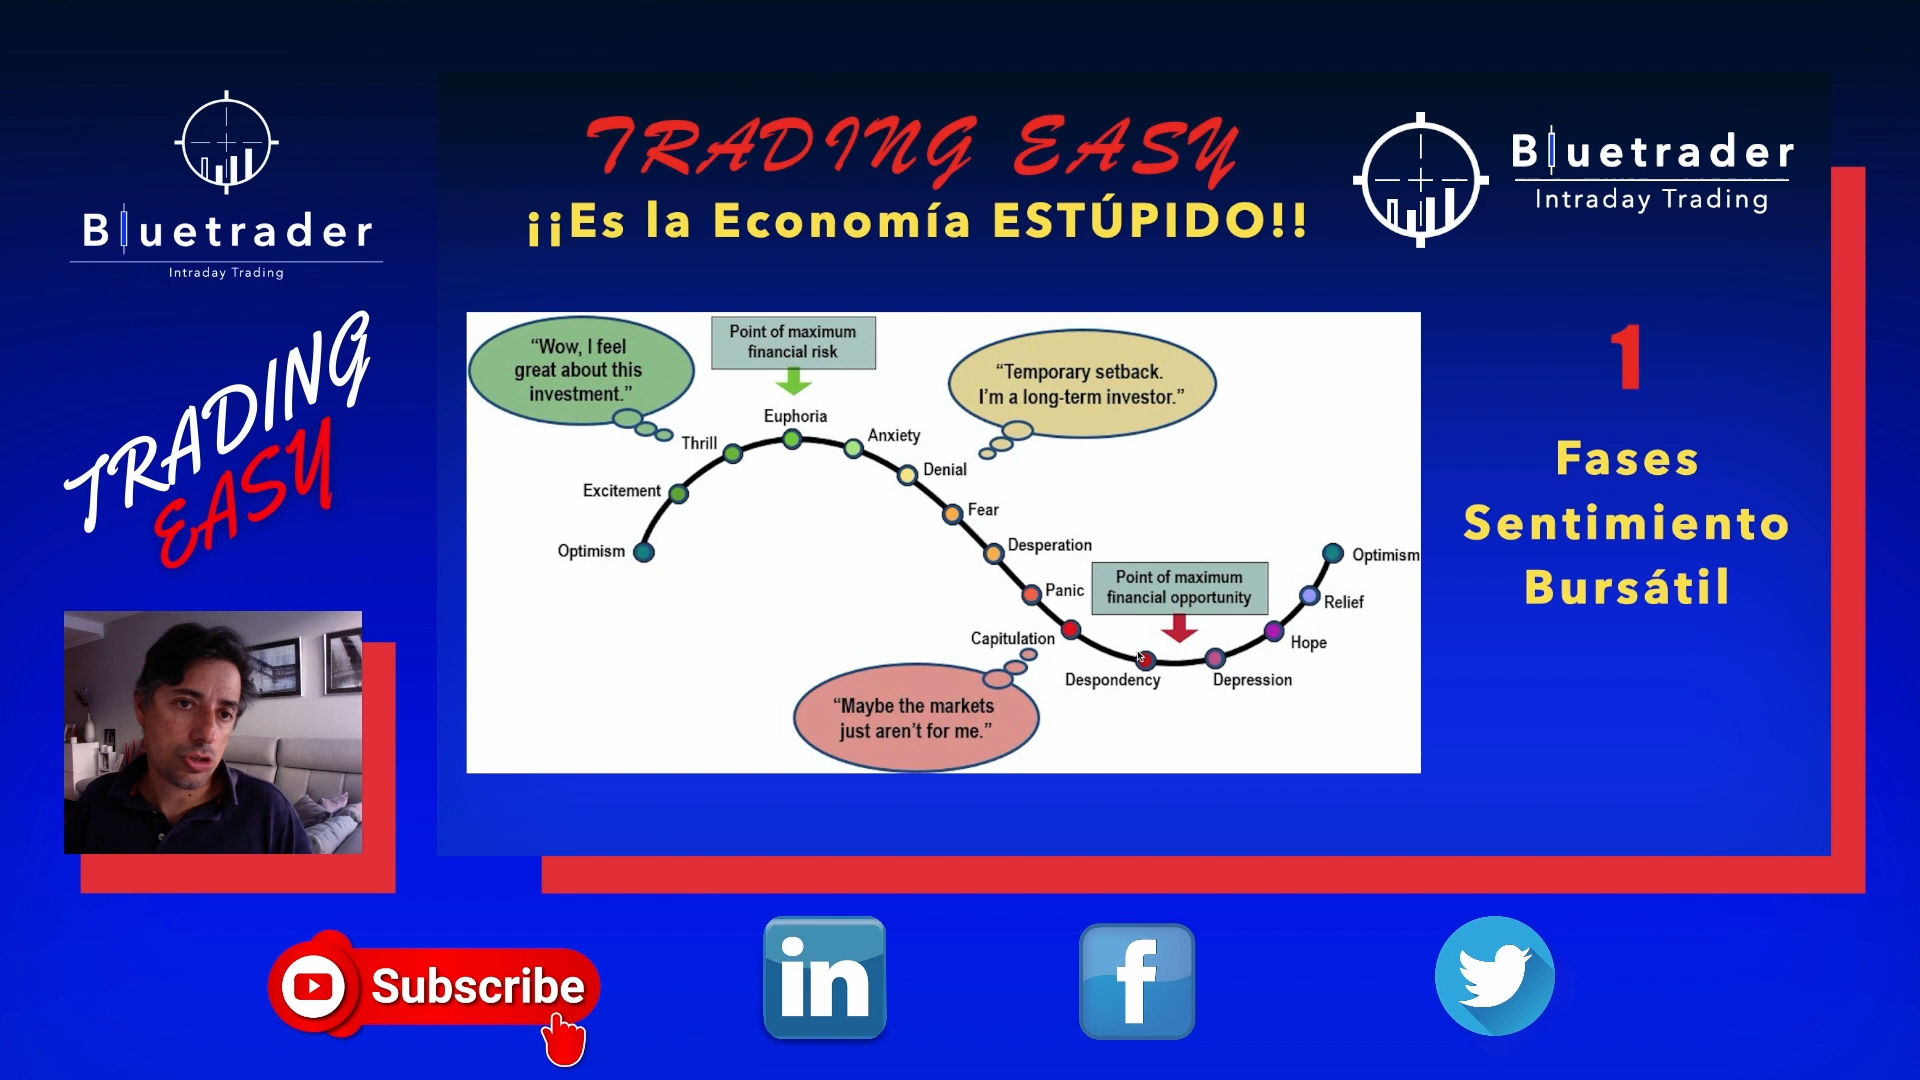 Bluetrader
Intraday Trading
TRADING
EASY
TRADING EASY
¡¡Es la Economía ESTÚPIDO!!
Bluetrader
Intraday Trading
“Wow, I feel
great about this
investment.”
Point of maximum
financial risk
“Temporary setback.
I’m a long-term investor.”
Euphoria
Thrill
Anxiety
Excitement
Denial
Fear
Optimism
Desperation
Panic
Point of maximum
financial opportunity
Optimism
Relief
Capitulation
Hope
Despondency
Depression
“Maybe the markets
just aren’t for me.”
1
Fases
Sentimiento
Bursátil
Subscribe
in
f